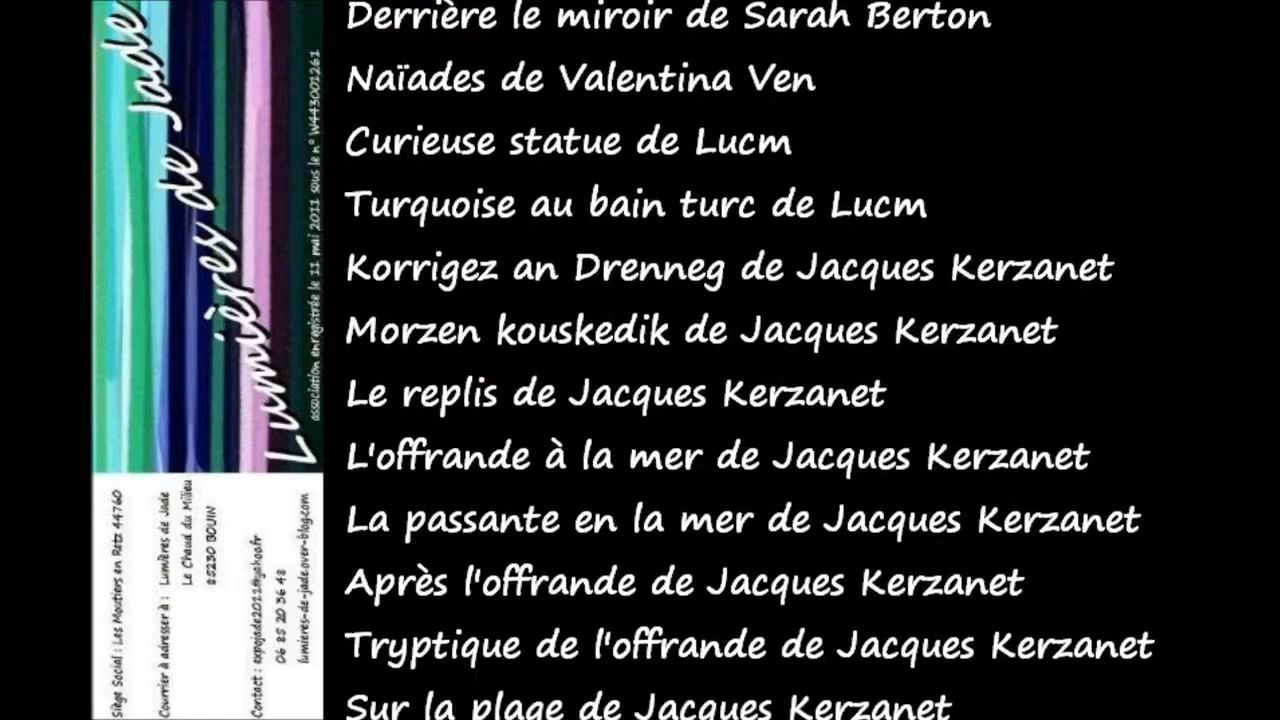 Derrière le miroir de Sarah Berton
Naïades de Valentina Ven
Curieuse statue de Lucm
Turquoise au bain turc de Lucm
Korrigez an Drenneg de Jacques Kerzanet
Morzen kouskedik de Jacques Kerzanet
Le replis de Jacques Kerzanet
L'offrande à la mer de Jacques Kerzanet
La passante en la mer de Jacques Kerzanet
Après l'offrande de Jacques Kerzanet
Tryptique de l'offrande de Jacques Kerzanet
Sur la plage de Jacques Kerzanet
Lumières de Jade
association enregistrée le 11 mai 2011 sous le n° W443001261
Siège Social : Les Moutiers en Retz 44760
Courrier à adresser à : Lumières de Jade
Le Chaud du Milieu
85230 BOUIN
Contact : expojade2011@yahoo.fr
06 85 20 36 48
lumieres-de-jade.over-blog.com